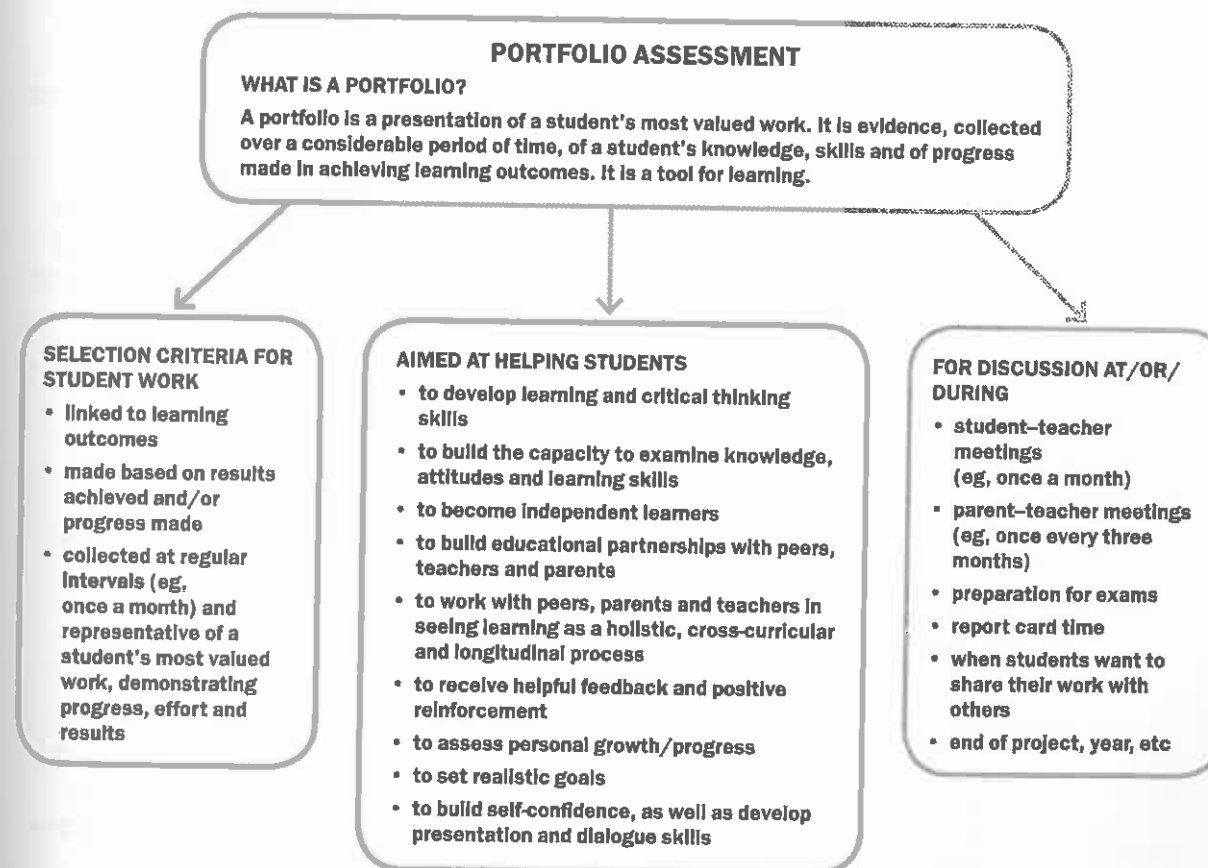 PORTFOLIO ASSESSMENT
WHAT IS A PORTFOLIO?
A portfolio is a presentation of a student's most valued work. It is evidence, collected
over a considerable period of time, of a student's knowledge, skills and of progress
made in achieving learning outcomes. It is a tool for learning.
SELECTION CRITERIA FOR
STUDENT WORK
• linked to learning
outcomes
• made based on results
achieved and/or
progress made
• collected at regular
intervals (eg,
once a month) and
representative of a
student's most valued
work, demonstrating
progress, effort and
results
AIMED AT HELPING STUDENTS
• to develop learning and critical thinking
skills
• to build the capacity to examine knowledge,
attitudes and learning skills
• to become independent learners
• to build educational partnerships with peers,
teachers and parents
• to work with peers, parents and teachers in
seeing learning as a holistic, cross-curricular
and longitudinal process
• to receive helpful feedback and positive
reinforcement
• to assess personal growth/progress
• to set realistic goals
• to build self-confidence, as well as develop
presentation and dialogue skills
FOR DISCUSSION AT/OR/
DURING
• student–teacher
meetings
(eg, once a month)
• parent–teacher meetings
(eg, once every three
months)
• preparation for exams
• report card time
• when students want to
share their work with
others
• end of project, year, etc